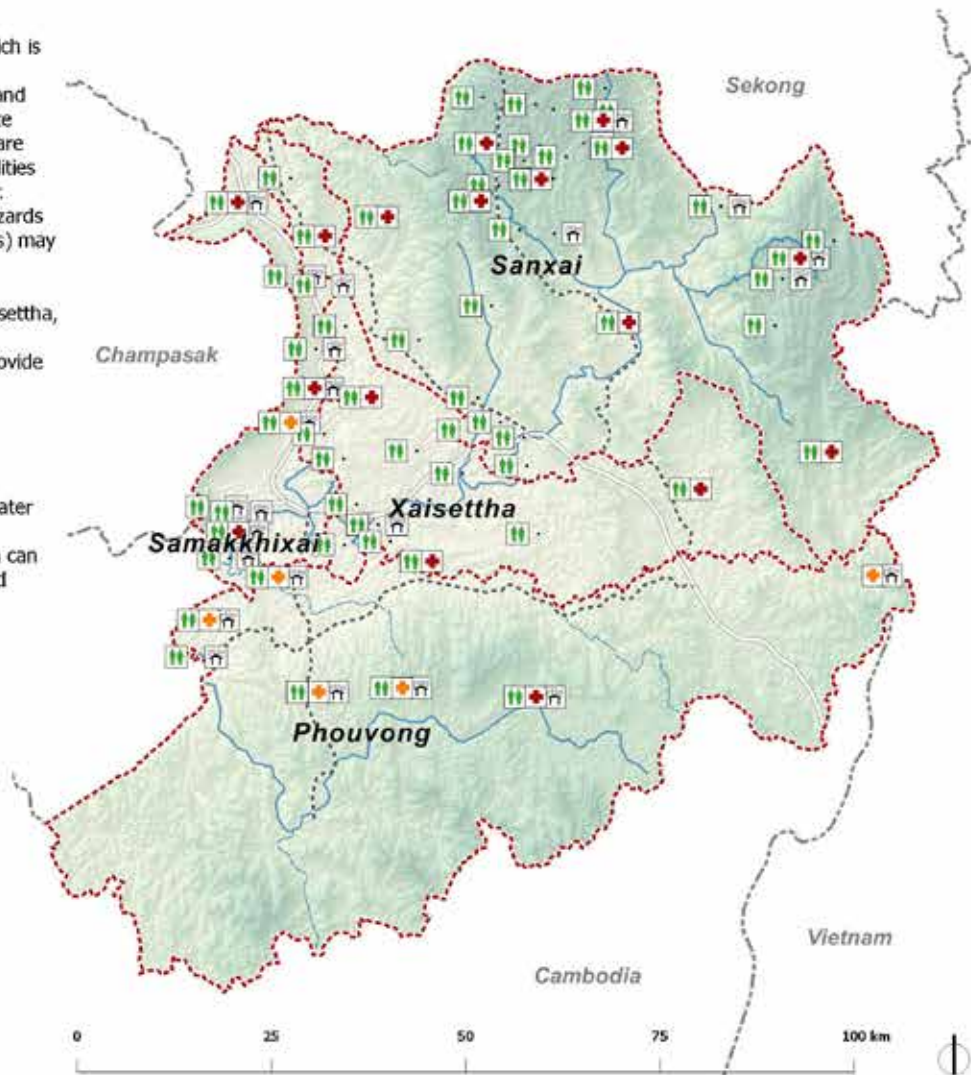 ich is
and
te
are
lities
t
zards
s) may
settha,
ovide
ater
n can
d
Sekong
Sanxai
Champasak
Xaisettha
Samakkhixai
Phouvong
Vietnam
Cambodia
0 25 50 75 100 km